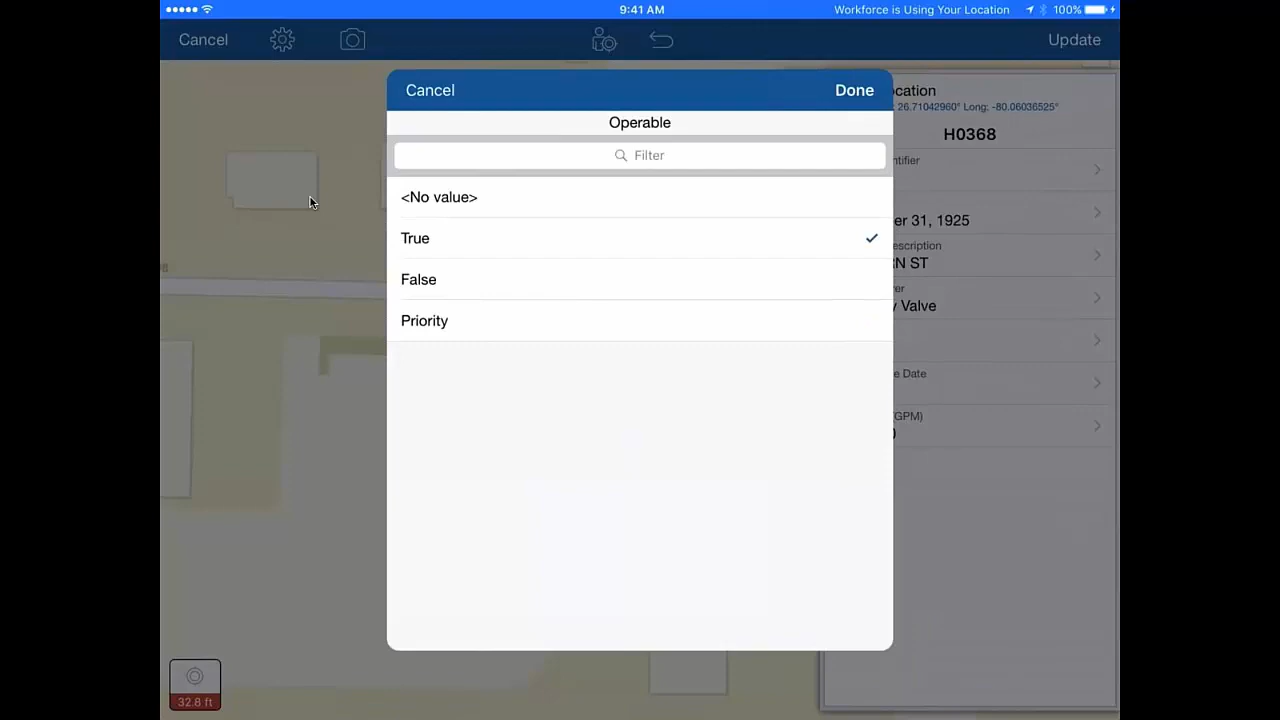 9:41 AM
Workforce is Using Your Location
100%
Cancel
Update
Cancel
Done
Operable
Filter
<No value>
True
False
Priority
ocation
26.71042960° Long: -80.06036525°
H0368
ntifier
er 31, 1925
escription
RN ST
rer
y Valve
e Date
GPM)
32.8 ft